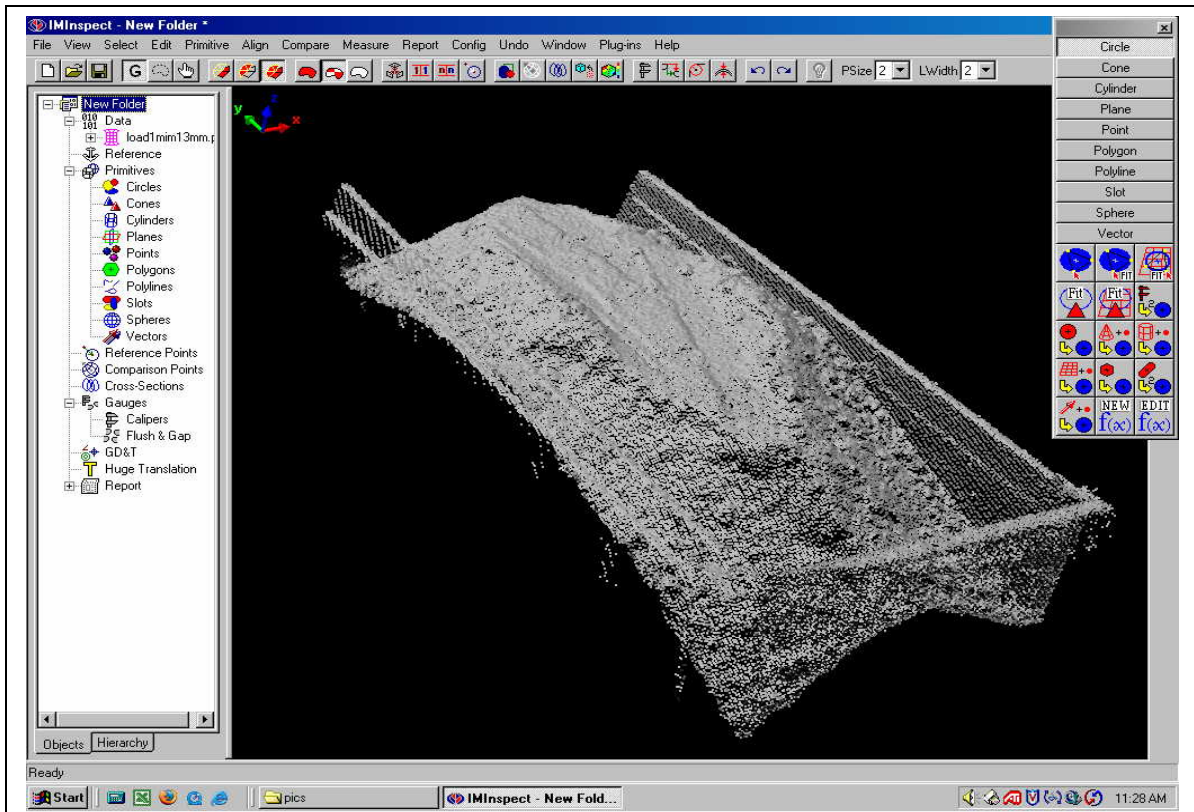 IMInspect - New Folder *
File View Select Edit Primitive Align Compare Measure Report Config Undo Window Plug-ins Help
G PSize 2 LWidth 2
New Folder
010 101 Data
load1mim13mm.p
Reference
Primitives
Circles
Cones
Cylinders
Planes
Points
Polygons
Polylines
Slots
Spheres
Vectors
Reference Points
Comparison Points
Cross-Sections
Gauges
Calipers
Flush & Gap
GD&T
Huge Translation
Report
Objects Hierarchy
y z x
Circle
Cone
Cylinder
Plane
Point
Polygon
Polyline
Slot
Sphere
Vector
FIT FIT
Fit Fit
NEW EDIT
f(x) f(x)
Ready
Start pics IMInspect - New Fold... 11:28 AM